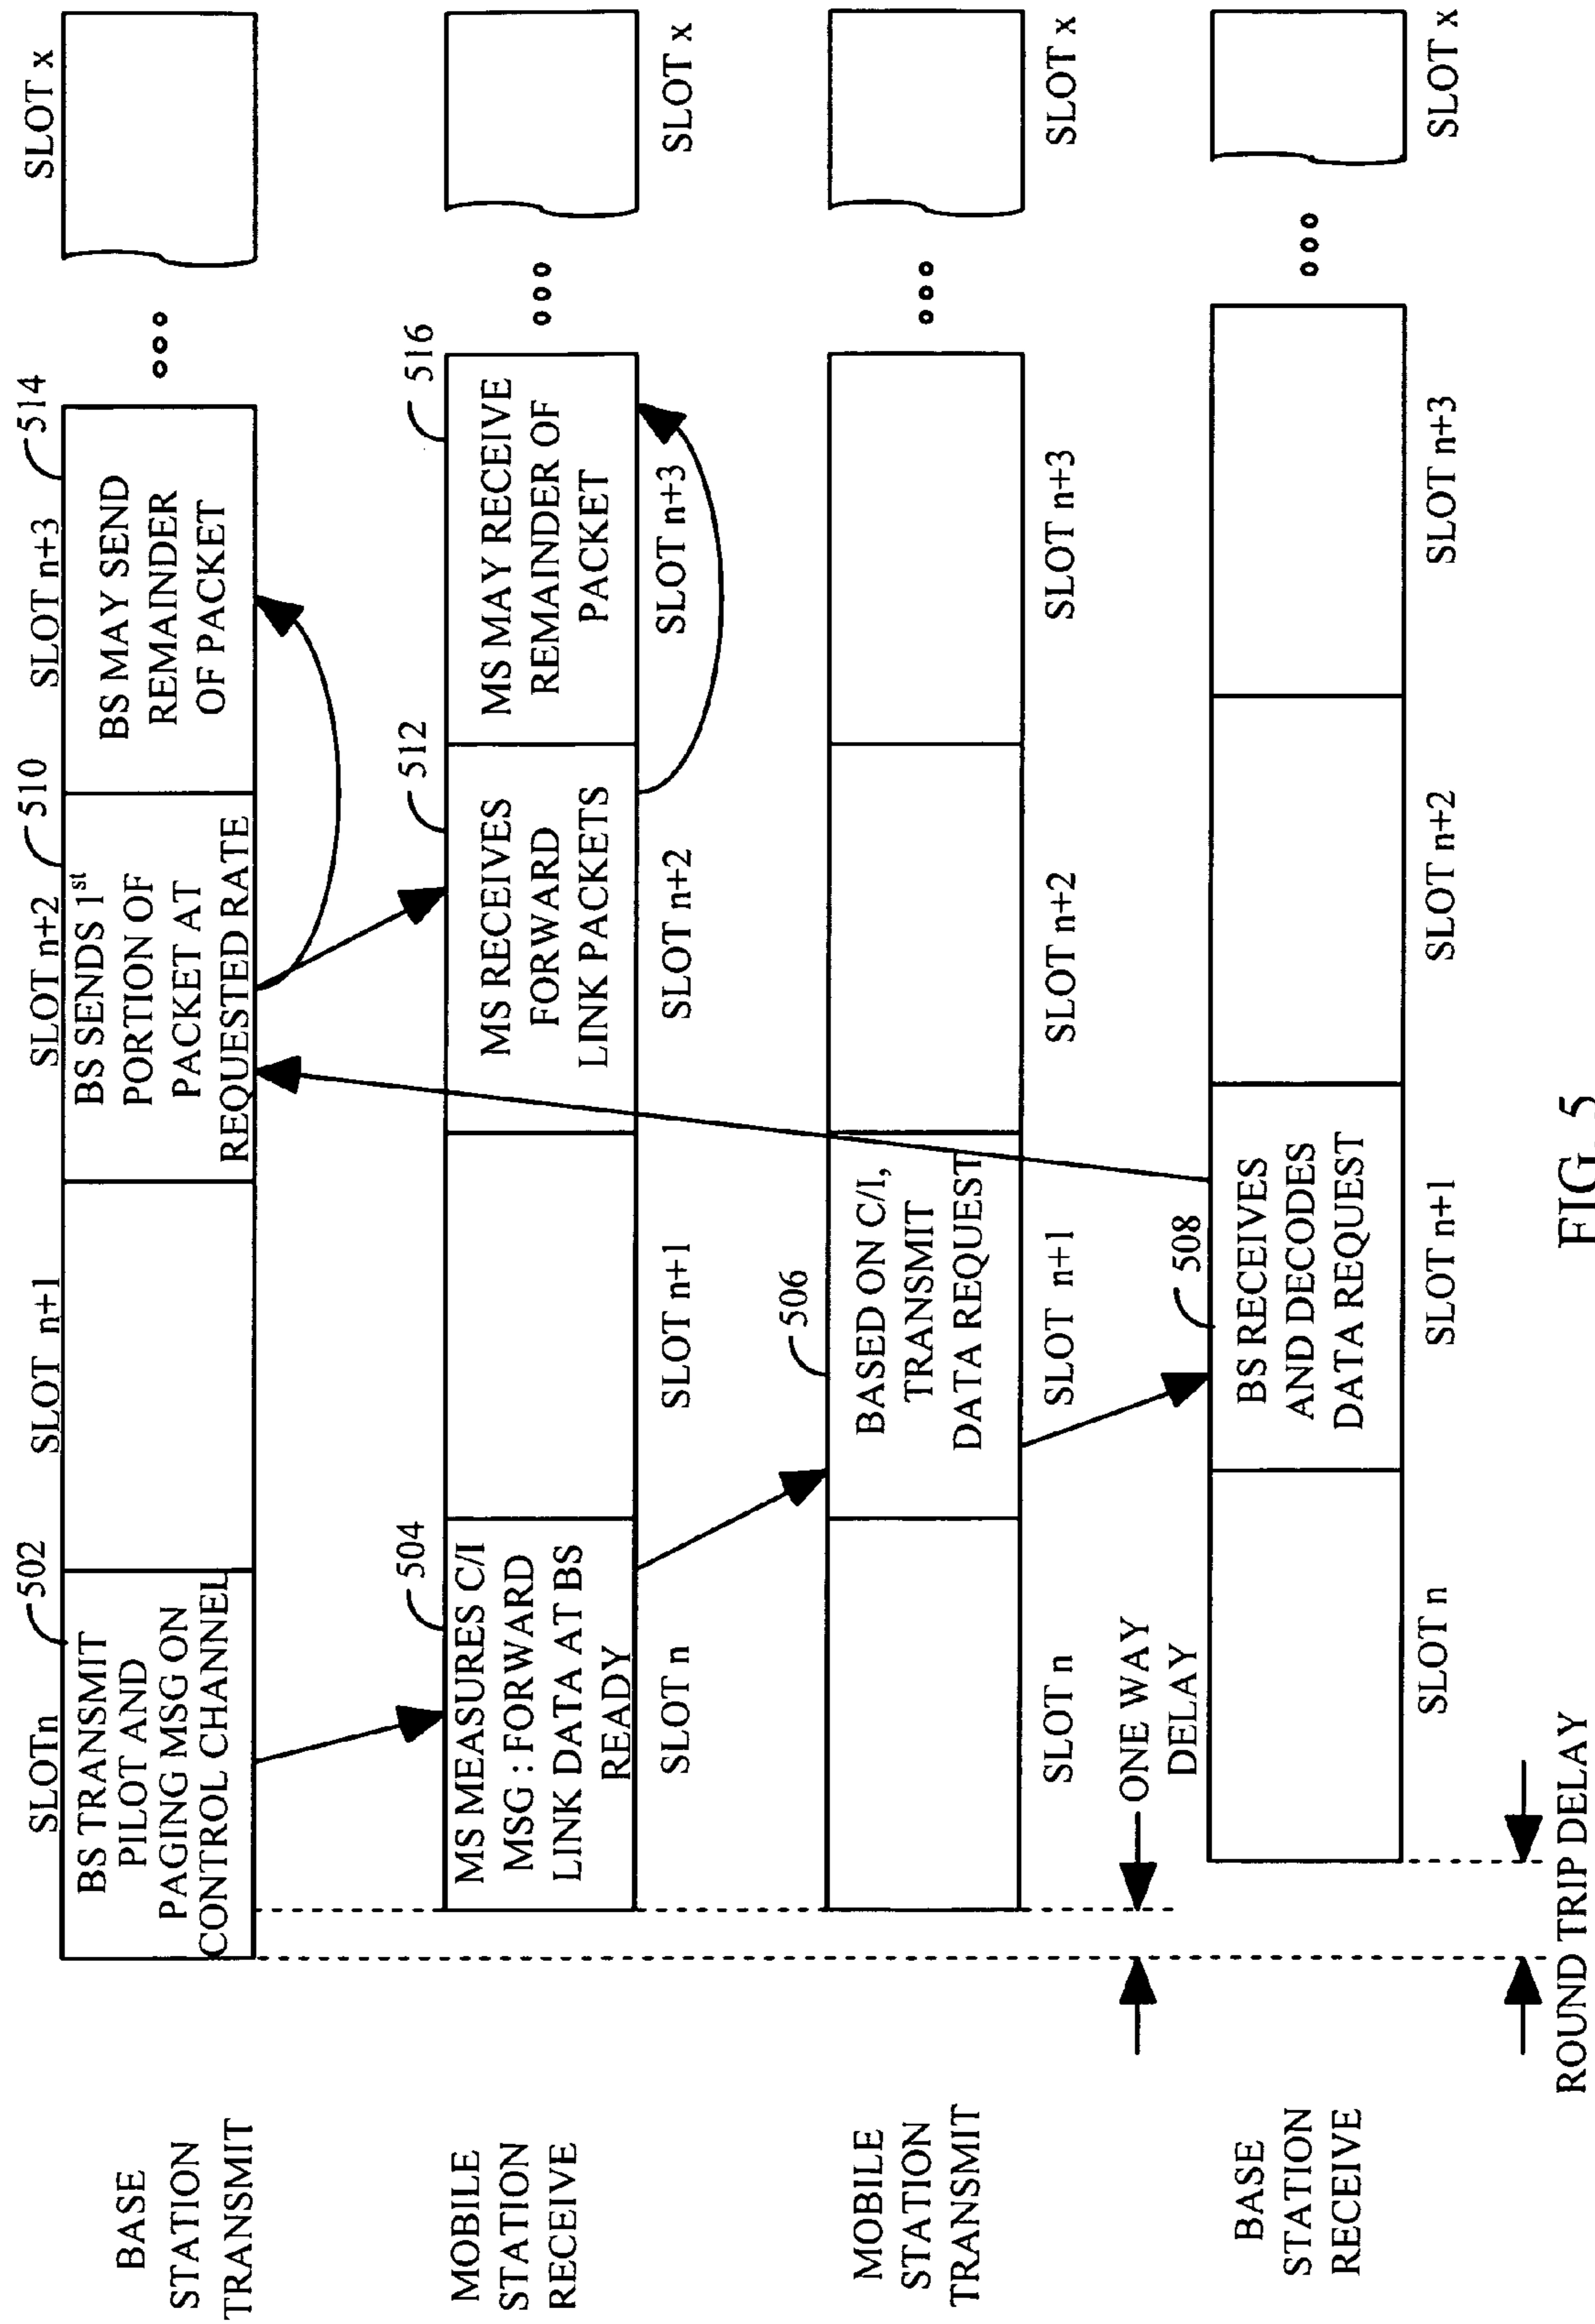 BASE
STATION
TRANSMIT
SLOTn
502
BS TRANSMIT
PILOT AND
PAGING MSG ON
CONTROL CHANNEL
SLOT n+1
SLOT n+2
510
BS SENDS 1st
PORTION OF
PACKET AT
REQUESTED RATE
SLOT n+3
514
BS MAY SEND
REMAINDER
OF PACKET
SLOT x
MOBILE
STATION
RECEIVE
504
MS MEASURES C/I
MSG : FORWARD
LINK DATA AT BS
READY
SLOT n
SLOT n+1
512
MS RECEIVES
FORWARD
LINK PACKETS
SLOT n+2
516
MS MAY RECEIVE
REMAINDER OF
PACKET
SLOT n+3
SLOT x
MOBILE
STATION
TRANSMIT
SLOT n
506
BASED ON C/I,
TRANSMIT
DATA REQUEST
SLOT n+1
SLOT n+2
SLOT n+3
SLOT x
ONE WAY
DELAY
BASE
STATION
RECEIVE
SLOT n
508
BS RECEIVES
AND DECODES
DATA REQUEST
SLOT n+1
SLOT n+2
SLOT n+3
SLOT x
ROUND TRIP DELAY
FIG. 5